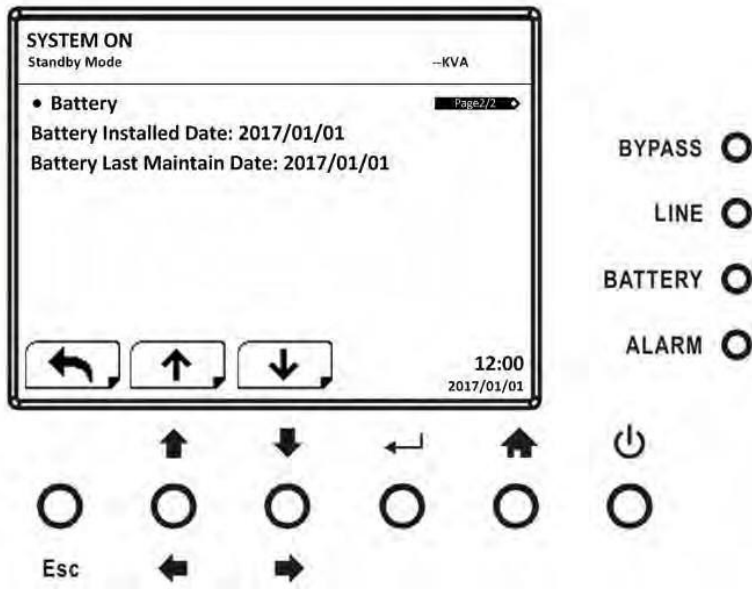 SYSTEM ON
Standby Mode
--KVA
• Battery
Page2/2
Battery Installed Date: 2017/01/01
Battery Last Maintain Date: 2017/01/01
12:00
2017/01/01
BYPASS
LINE
BATTERY
ALARM
Esc